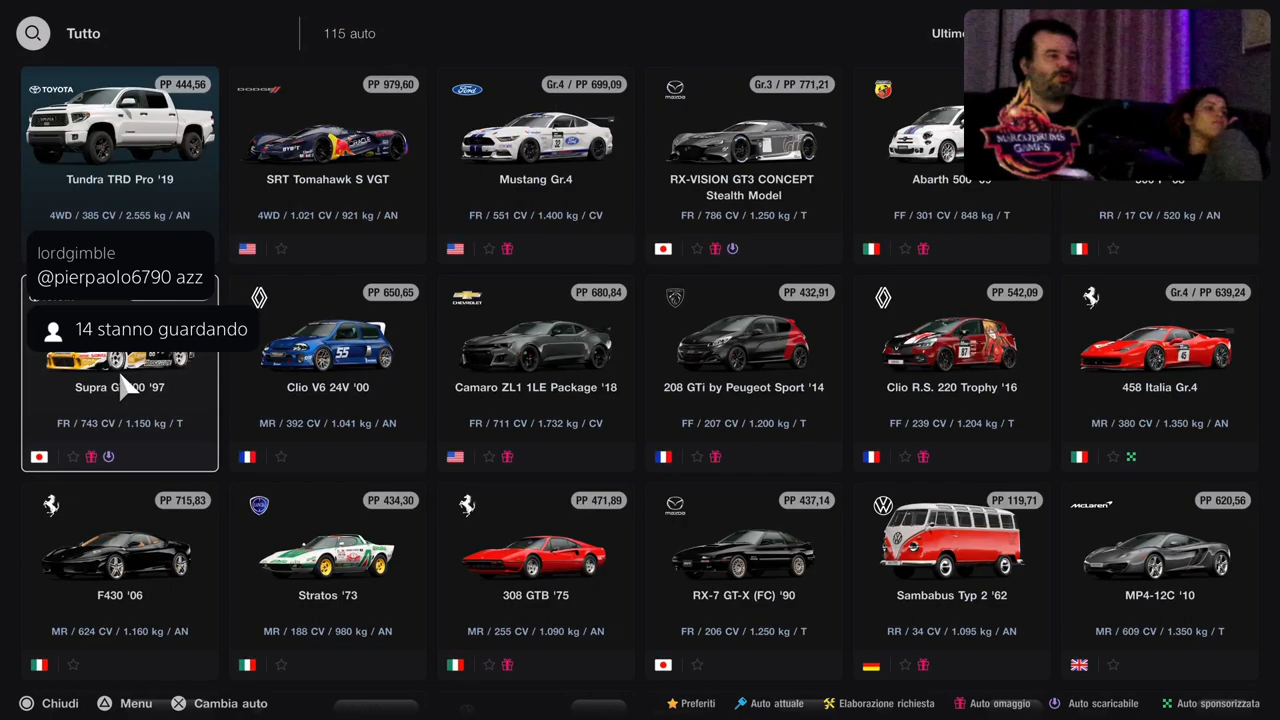 Tutto
115 auto
Ultime
TOYOTA
PP 444,56
Tundra TRD Pro '19
4WD / 385 CV / 2.555 kg / AN
DODGE
PP 979,60
SRT Tomahawk S VGT
4WD / 1.021 CV / 921 kg / AN
Ford
Gr.4 / PP 699,09
Mustang Gr.4
FR / 551 CV / 1.400 kg / CV
mazda
Gr.3 / PP 771,21
RX-VISION GT3 CONCEPT
Stealth Model
FR / 786 CV / 1.250 kg / T
Abarth 500
FF / 301 CV / 848 kg / T
RR / 17 CV / 520 kg / AN
MARCODRUMS
GAMES
lordgimble
@pierpaolo6790 azz
14 stanno guardando
Supra '97
FR / 743 CV / 1.150 kg / T
PP 650,65
55
Clio V6 24V '00
MR / 392 CV / 1.041 kg / AN
CHEVROLET
PP 680,84
Camaro ZL1 1LE Package '18
FR / 711 CV / 1.732 kg / CV
PP 432,91
208 GTi by Peugeot Sport '14
FF / 207 CV / 1.200 kg / T
PP 542,09
Clio R.S. 220 Trophy '16
FF / 239 CV / 1.204 kg / T
Gr.4 / PP 639,24
45
458 Italia Gr.4
MR / 380 CV / 1.350 kg / AN
PP 715,83
F430 '06
MR / 624 CV / 1.160 kg / AN
PP 434,30
Stratos '73
MR / 188 CV / 980 kg / AN
PP 471,89
308 GTB '75
MR / 255 CV / 1.090 kg / AN
mazda
PP 437,14
RX-7 GT-X (FC) '90
FR / 206 CV / 1.250 kg / T
PP 119,71
Sambabus Typ 2 '62
RR / 34 CV / 1.095 kg / AN
McLaren
PP 620,56
MP4-12C '10
MR / 609 CV / 1.350 kg / T
Chiudi
Menu
Cambia auto
Preferiti
Auto attuale
Elaborazione richiesta
Auto omaggio
Auto scaricabile
Auto sponsorizzata